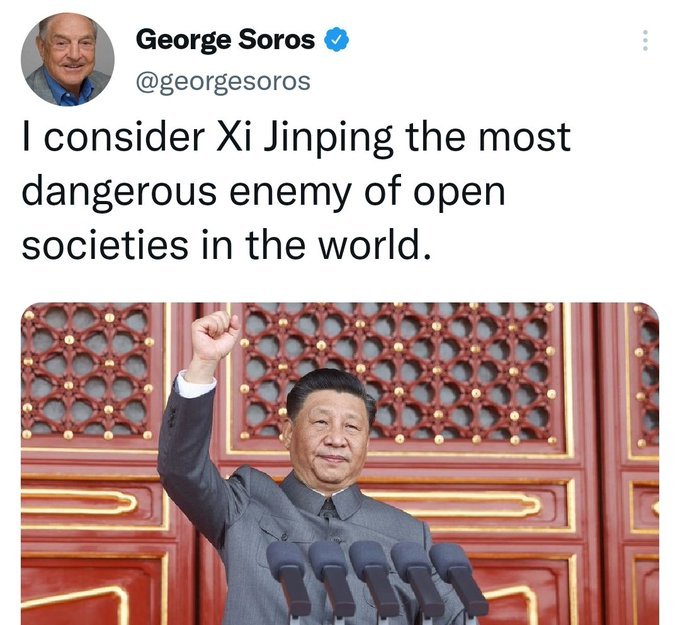 George Soros
@georgesoros
I consider Xi Jinping the most
dangerous enemy of open
societies in the world.